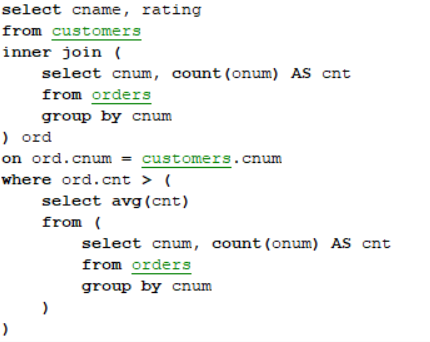 select cname, rating
from customers
inner join (
    select cnum, count(onum) AS cnt
    from orders
    group by cnum
) ord
on ord.cnum = customers.cnum
where ord.cnt > (
    select avg(cnt)
    from (
        select cnum, count(onum) AS cnt
        from orders
        group by cnum
    )
)